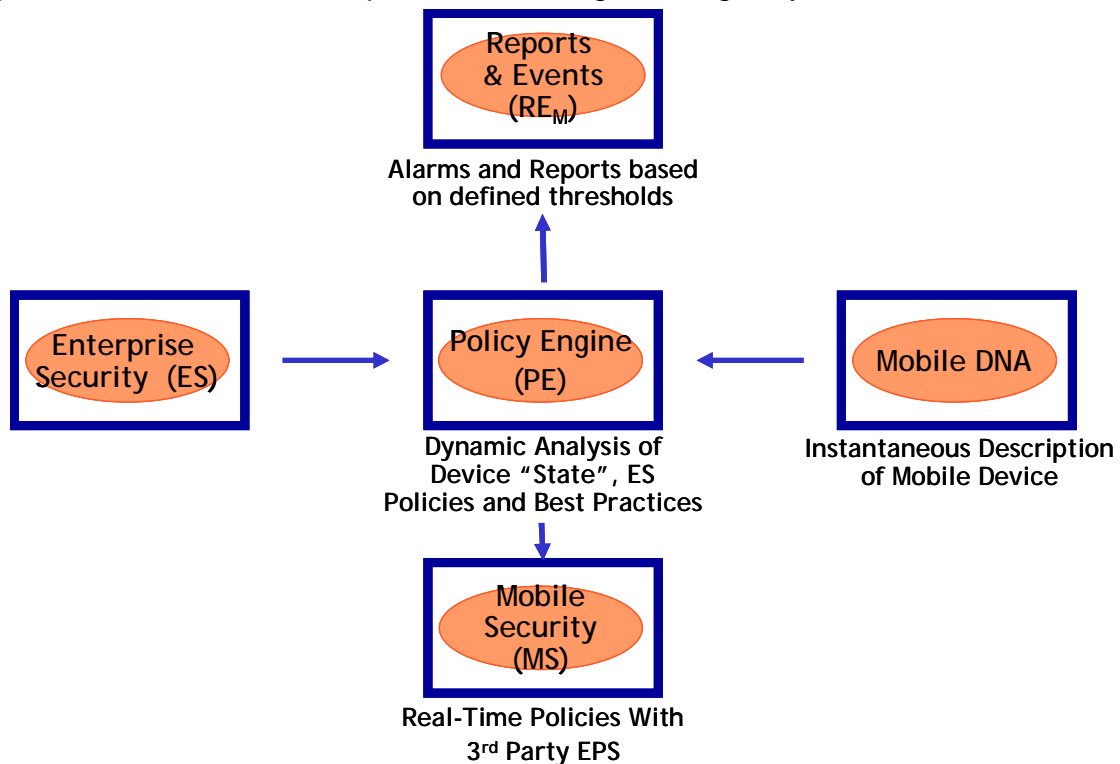 Reports
& Events
(REM)
Alarms and Reports based
on defined thresholds
Enterprise
Security (ES)
Policy Engine
(PE)
Mobile DNA
Dynamic Analysis of
Device “State”, ES
Policies and Best Practices
Instantaneous Description
of Mobile Device
Mobile
Security
(MS)
Real-Time Policies With
3rd Party EPS